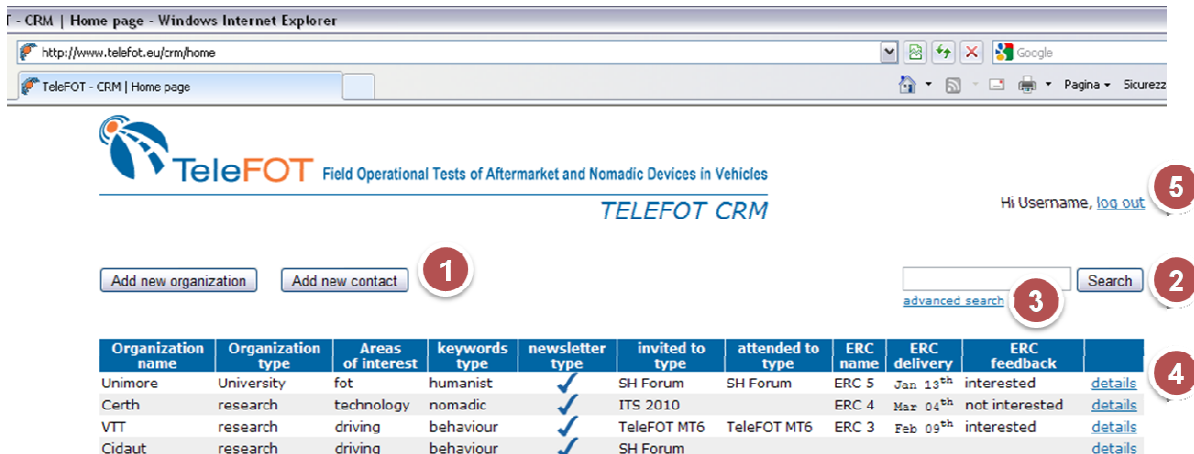 T - CRM | Home page - Windows Internet Explorer
http://www.telefot.eu/crm/home
Google
TeleFOT - CRM | Home page
Pagina
Sicurezz
TeleFOT Field Operational Tests of Aftermarket and Nomadic Devices in Vehicles
TELEFOT CRM
Hi Username, log out
5
Add new organization
Add new contact
1
Search
2
advanced search
3
Organization name Organization type Areas of interest keywords type newsletter type invited to type attended to type ERC name ERC delivery ERC feedback
4
Unimore University fot humanist ✓ SH Forum SH Forum ERC 5 Jan 13th interested details
Certh research technology nomadic ✓ ITS 2010 ERC 4 Mar 04th not interested details
VTT research driving behaviour ✓ TeleFOT MT6 TeleFOT MT6 ERC 3 Feb 09th interested details
Cidaut research driving behaviour ✓ SH Forum details